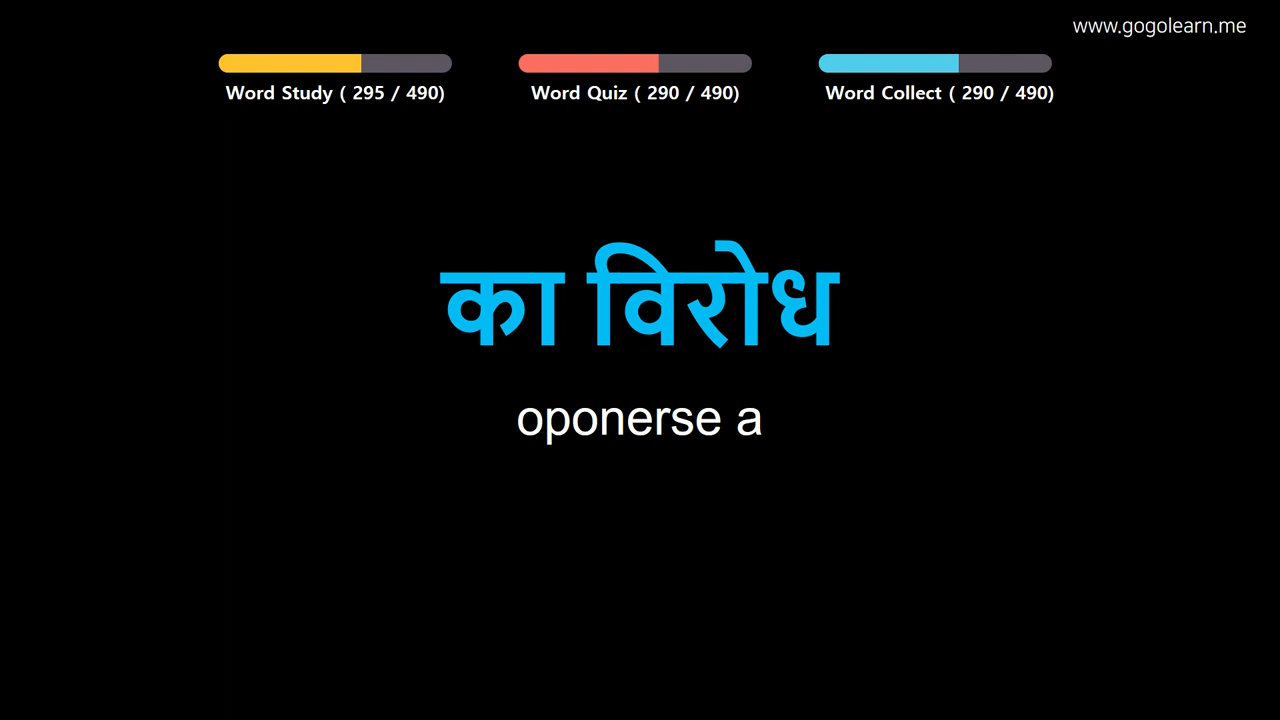 www.gogolearn.me
Word Study ( 295 / 490)
Word Quiz ( 290 / 490)
Word Collect ( 290 / 490)
का विरोध
oponerse a